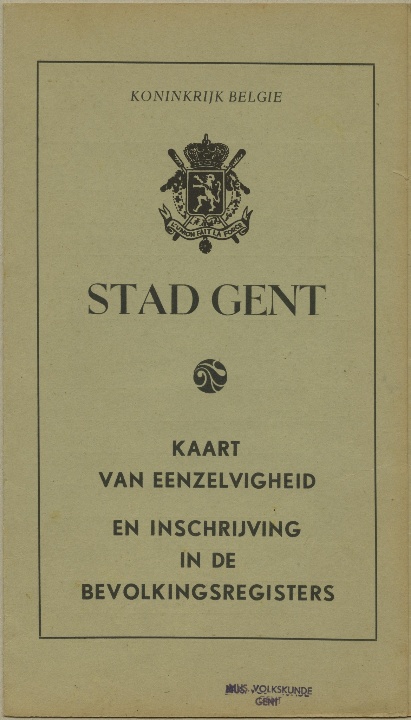 KONINKRIJK BELGIE
L'UNION FAIT LA FORCE
STAD GENT
KAART
VAN EENZELVIGHEID
EN INSCHRIJVING
IN DE
BEVOLKINGSREGISTERS
MUS. VOLKSKUNDE
GENT